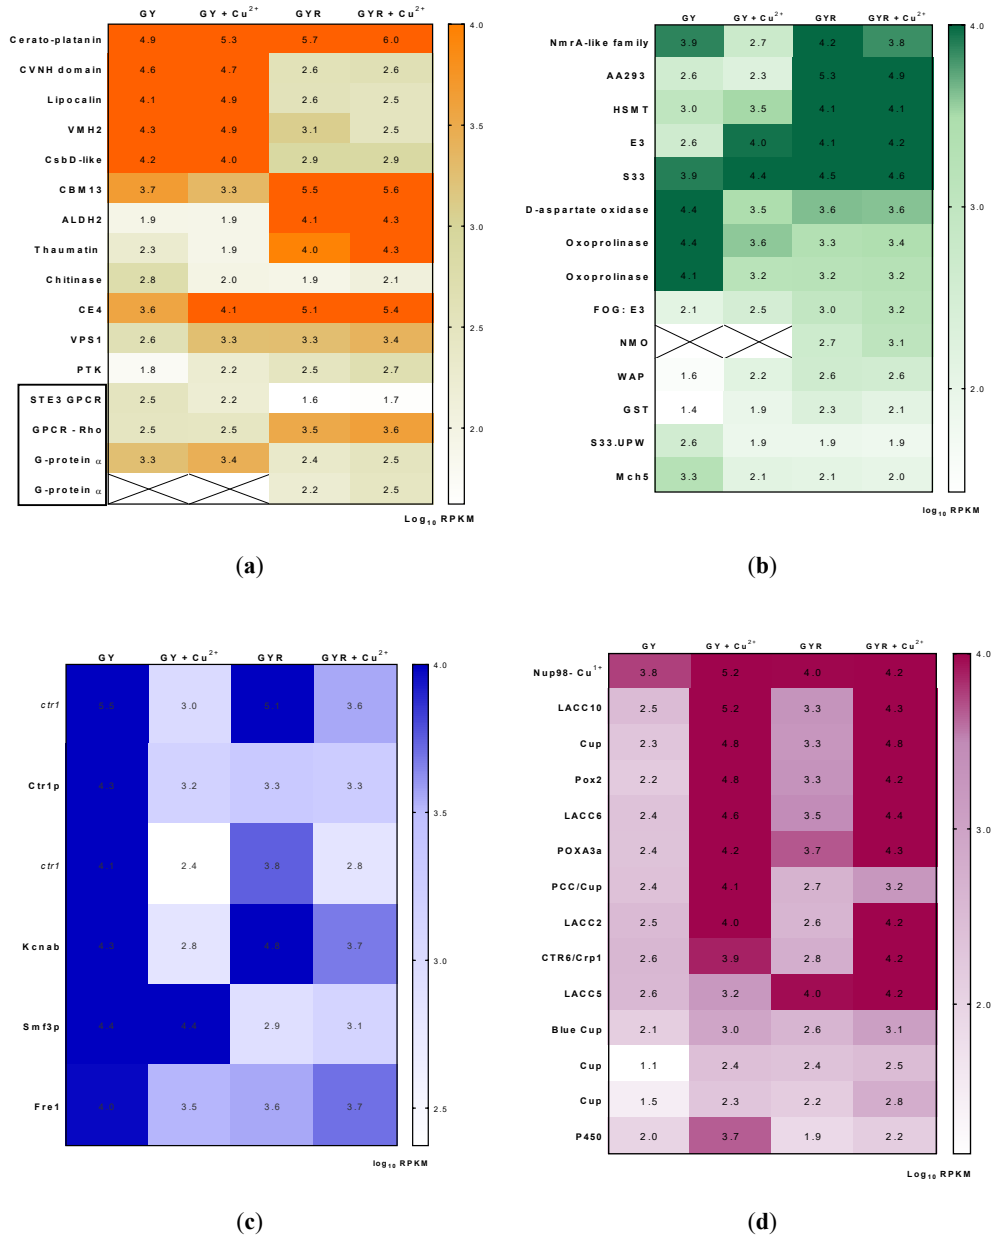 GY GY + Cu2+ GYR GYR + Cu2+
Cerato-platanin 4.9 5.3 5.7 6.0
CVNH domain 4.6 4.7 2.6 2.6
Lipocalin 4.1 4.9 2.6 2.5
VMH2 4.3 4.9 3.1 2.5
CsbD-like 4.2 4.0 2.9 2.9
CBM13 3.7 3.3 5.5 5.6
ALDH2 1.9 1.9 4.1 4.3
Thaumatin 2.3 1.9 4.0 4.3
Chitinase 2.8 2.0 1.9 2.1
CE4 3.6 4.1 5.1 5.4
VPS1 2.6 3.3 3.3 3.4
PTK 1.8 2.2 2.5 2.7
STE3 GPCR 2.5 2.2 1.6 1.7
GPCR - Rho 2.5 2.5 3.5 3.6
G-protein α 3.3 3.4 2.4 2.5
G-protein α 2.2 2.5
4.0
3.0
2.5
2.0
Log10 RPKM
(a)
GY GY + Cu2+ GYR GYR + Cu2+
NmrA-like family 3.9 2.7 4.2 3.8
AA293 2.6 2.3 5.3 4.9
HSMT 3.0 3.5 4.1 4.1
E3 2.6 4.0 4.1 4.2
S33 3.9 4.4 4.5 4.6
D-aspartate oxidase 4.4 3.5 3.6 3.6
Oxoprolinase 4.4 3.6 3.3 3.4
Oxoprolinase 4.1 3.2 3.2 3.2
FOG: E3 2.1 2.5 3.0 3.2
NMO 2.7 3.1
WAP 1.6 2.2 2.6 2.6
GST 1.4 1.9 2.3 2.1
S33.UPW 2.6 1.9 1.9 1.9
Mch5 3.3 2.1 2.1 2.0
4.0
3.0
2.0
log10 RPKM
(b)
GY GY + Cu2+ GYR GYR + Cu2+
ctr1 5.5 3.0 5.1 3.6
Ctr1p 4.3 3.2 3.3 3.3
ctr1 4.1 2.4 3.8 2.8
Kcnab 4.3 2.8 4.8 3.7
Smf3p 4.4 4.4 2.9 3.1
Fre1 4.0 3.5 3.6 3.7
4.0
3.5
3.0
2.5
log10 RPKM
(c)
GY GY + Cu2+ GYR GYR + Cu2+
Nup98- Cu1+ 3.8 5.2 4.0 4.2
LACC10 2.5 5.2 3.3 4.3
Cup 2.3 4.8 3.3 4.8
Pox2 2.2 4.8 3.3 4.2
LACC6 2.4 4.6 3.5 4.4
POXA3a 2.4 4.2 3.7 4.3
PCC/Cup 2.4 4.1 2.7 3.2
LACC2 2.5 4.0 2.6 4.2
CTR6/Crp1 2.6 3.9 2.8 4.2
LACC5 2.6 3.2 4.0 4.2
Blue Cup 2.1 3.0 2.6 3.1
Cup 1.1 2.4 2.4 2.5
Cup 1.5 2.3 2.2 2.8
P450 2.0 3.7 1.9 2.2
4.0
3.0
2.0
Log10 RPKM
(d)